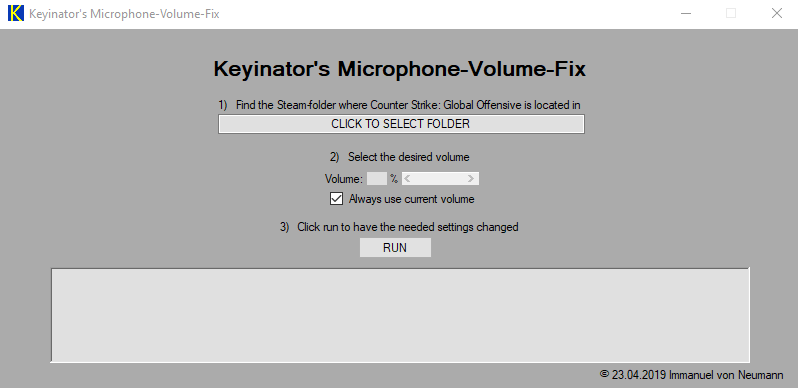 Keyinator's Microphone-Volume-Fix
Keyinator's Microphone-Volume-Fix
1) Find the Steam-folder where Counter Strike: Global Offensive is located in
CLICK TO SELECT FOLDER
2) Select the desired volume
Volume: %
Always use current volume
3) Click run to have the needed settings changed
RUN
© 23.04.2019 Immanuel von Neumann